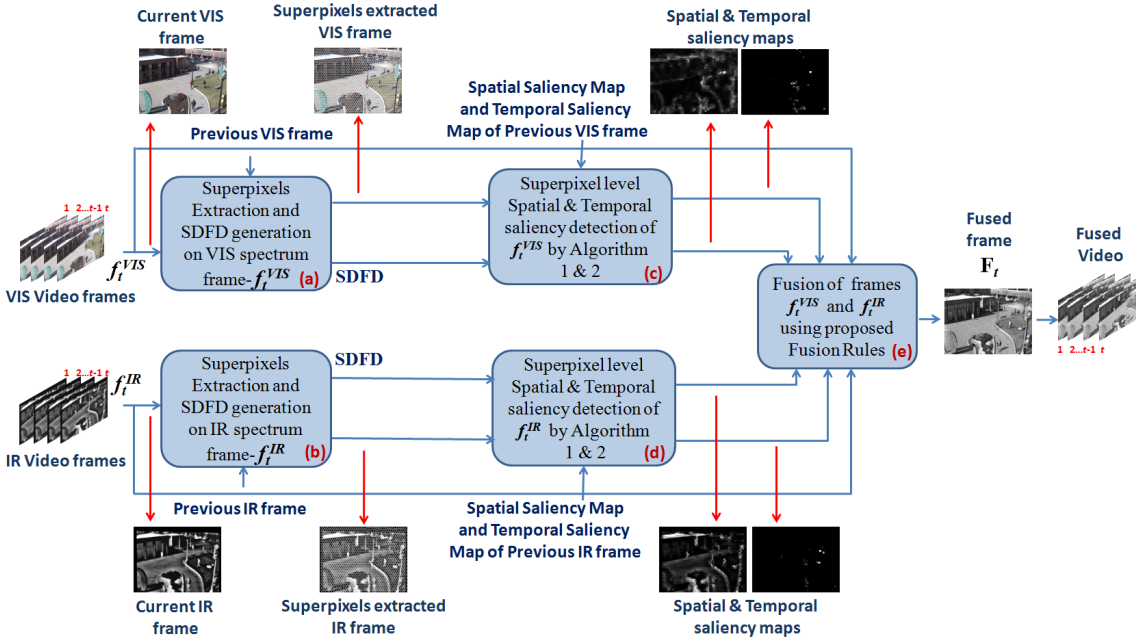 Current VIS
frame
Superpixels extracted
VIS frame
Spatial & Temporal
saliency maps
Spatial Saliency Map
and Temporal Saliency
Map of Previous VIS frame
Previous VIS frame
1 2...t-1 t
f_t^VIS
VIS Video frames
Superpixels
Extraction and
SDFD generation
on VIS spectrum
frame-f_t^VIS (a)
SDFD
Superpixel level
Spatial & Temporal
saliency detection of
f_t^VIS by Algorithm
1 & 2 (c)
Fusion of frames
f_t^VIS and f_t^IR
using proposed
Fusion Rules (e)
Fused
frame
F_t
Fused
Video
1 2...t-1 t
1 2...t-1 t
f_t^IR
IR Video frames
Superpixels
Extraction and
SDFD generation
on IR spectrum
frame-f_t^IR (b)
SDFD
Superpixel level
Spatial & Temporal
saliency detection of
f_t^IR by Algorithm
1 & 2 (d)
Previous IR frame
Spatial Saliency Map
and Temporal Saliency
Map of Previous IR frame
Current IR
frame
Superpixels extracted
IR frame
Spatial & Temporal
saliency maps